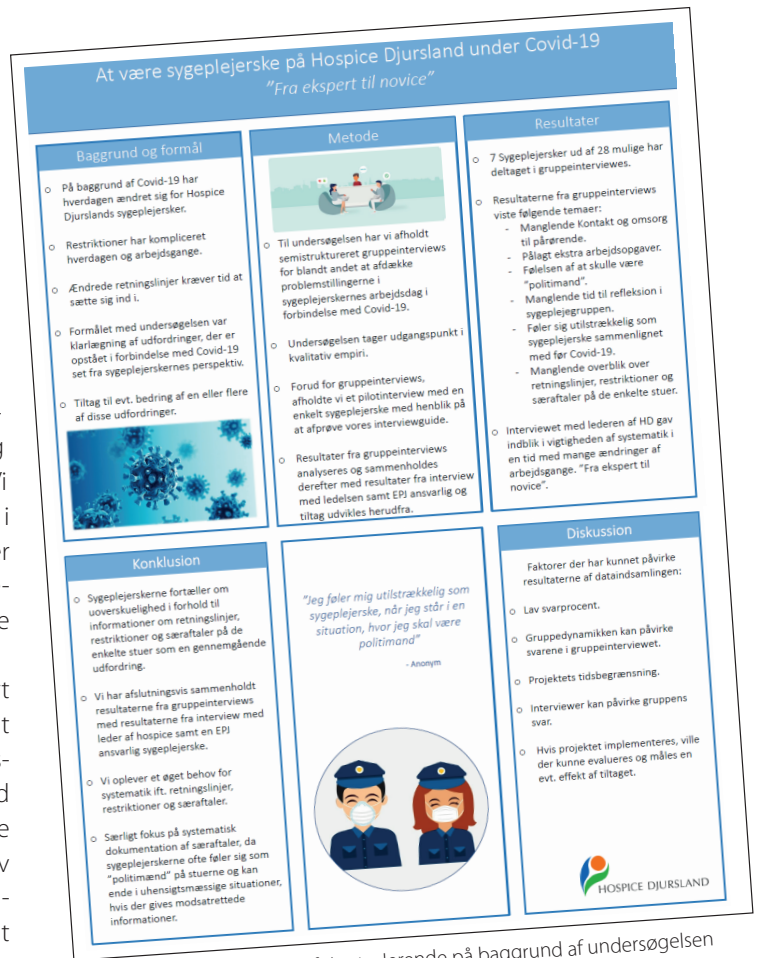 At være sygeplejerske på Hospice Djursland under Covid-19
"Fra ekspert til novice"
Baggrund og formål
○ På baggrund af Covid-19 har
hverdagen ændret sig for Hospice
Djurslands sygeplejersker.
○ Restriktioner har kompliceret
hverdagen og arbejdsgange.
○ Ændrede retningslinjer kræver tid at
sætte sig ind i.
○ Formålet med undersøgelsen var
klarlægning af udfordringer, der er
opstået i forbindelse med Covid-19
set fra sygeplejerskernes perspektiv.
○ Tiltag til evt. bedring af en eller flere
af disse udfordringer.
Metode
○ Til undersøgelsen har vi afholdt
semistruktureret gruppeinterviews
for blandt andet at afdække
problemstillingerne i
sygeplejerskernes arbejdsdag i
forbindelse med Covid-19.
○ Undersøgelsen tager udgangspunkt i
kvalitativ empiri.
○ Forud for gruppeinterviews,
afholdte vi et pilotinterview med en
enkelt sygeplejerske med henblik på
at afprøve vores interviewguide.
○ Resultater fra gruppeinterviews
analyseres og sammenholdes
derefter med resultater fra interview
med ledelsen samt EPJ ansvarlig og
tiltag udvikles herudfra.
Resultater
○ 7 Sygeplejersker ud af 28 mulige har
deltaget i gruppeinterviewes.
○ Resultaterne fra gruppeinterviews
viste følgende temaer:
- Manglende Kontakt og omsorg
til pårørende.
- Pålagt ekstra arbejdsopgaver.
- Følelsen af at skulle være
"politimand".
- Manglende tid til refleksion i
sygeplejegruppen.
- Føler sig utilstrækkelig som
sygeplejerske sammenlignet
med før Covid-19.
- Manglende overblik over
retningslinjer, restriktioner og
særaftaler på de enkelte stuer.
○ Interviewet med lederen af HD gav
indblik i vigtigheden af systematik i
en tid med mange ændringer af
arbejdsgange. "Fra ekspert til
novice".
Konklusion
○ Sygeplejerskerne fortæller om
uoverskuelighed i forhold til
informationer om retningslinjer,
restriktioner og særaftaler på de
enkelte stuer som en gennemgående
udfordring.
○ Vi har afslutningsvis sammenholdt
resultaterne fra gruppeinterviews
med resultaterne fra interview med
leder af hospice samt en EPJ
ansvarlig sygeplejerske.
○ Vi oplever et øget behov for
systematik ift. retningslinjer,
restriktioner og særaftaler.
○ Særligt fokus på systematisk
dokumentation af særaftaler, da
sygeplejerskerne ofte føler sig som
"politimænd" på stuerne og kan
ende i uhensigtsmæssige situationer,
hvis der gives modsatrettede
informationer.
"Jeg føler mig utilstrækkelig som
sygeplejerske, når jeg står i en
situation, hvor jeg skal være
politimand"
- Anonym
Diskussion
Faktorer der har kunnet påvirke
resultaterne af dataindsamlingen:
○ Lav svarprocent.
○ Gruppedynamikken kan påvirke
svarene i gruppeinterviewet.
○ Projektets tidsbegrænsning.
○ Interviewer kan påvirke gruppens
svar.
○ Hvis projektet implementeres, ville
der kunne evalueres og måles en
evt. effekt af tiltaget.
HOSPICE DJURSLAND
på baggrund af undersøgelsen